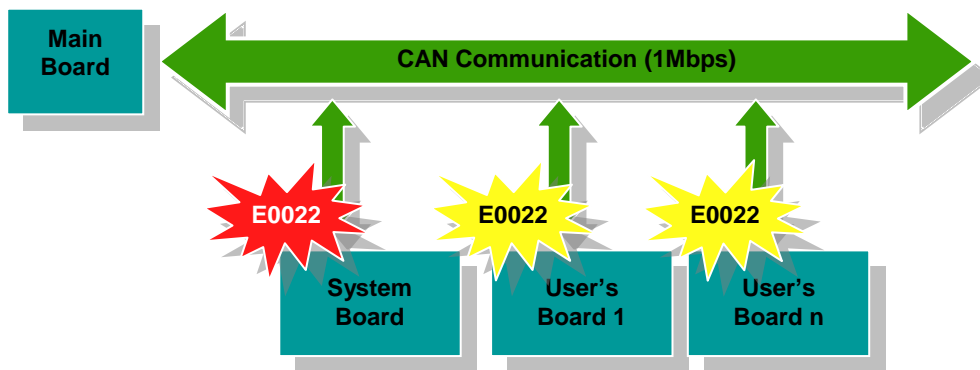 Main
Board
CAN Communication (1Mbps)
E0022
E0022
E0022
System
Board
User's
Board 1
User's
Board n